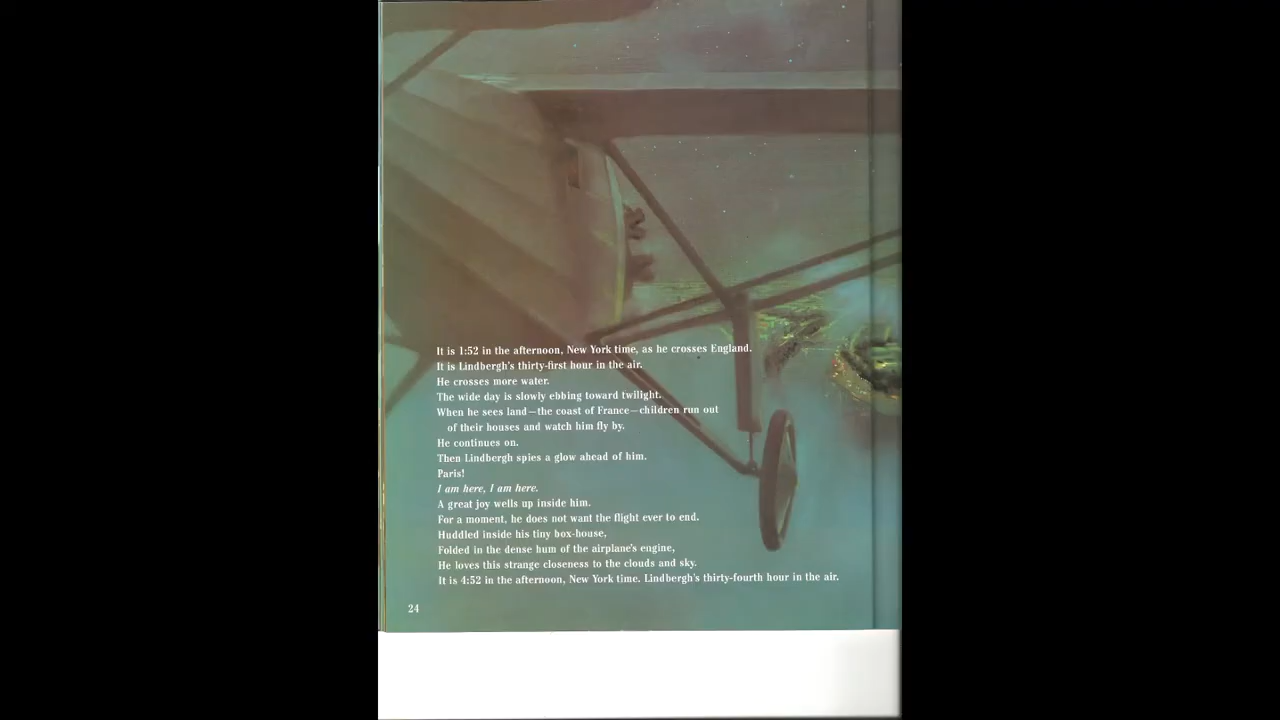 It is 1:52 in the afternoon, New York time, as he crosses England.
It is Lindbergh's thirty-first hour in the air.
He crosses more water.
The wide day is slowly ebbing toward twilight.
When he sees land—the coast of France—children run out
of their houses and watch him fly by.
He continues on.
Then Lindbergh spies a glow ahead of him.
Paris!
I am here, I am here.
A great joy wells up inside him.
For a moment, he does not want the flight ever to end.
Huddled inside his tiny box-house,
Folded in the dense hum of the airplane's engine,
He loves this strange closeness to the clouds and sky.
It is 4:52 in the afternoon, New York time. Lindbergh's thirty-fourth hour in the air.
24